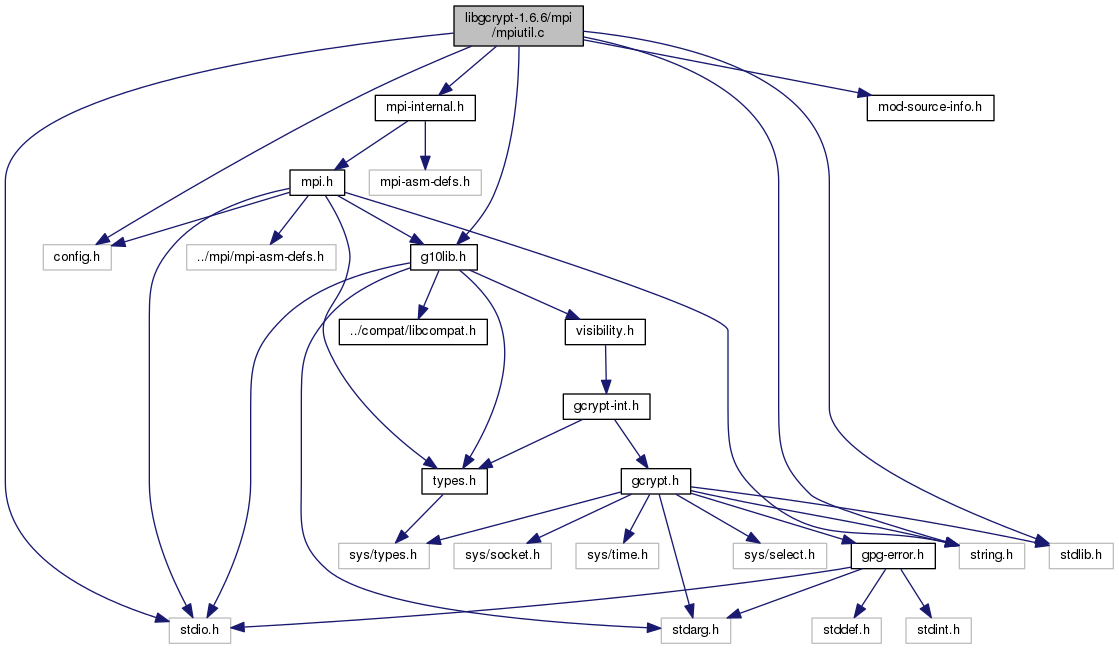 libgcrypt-1.6.6/mpi
/mpiutil.c
mpi-internal.h
mod-source-info.h
mpi.h
mpi-asm-defs.h
config.h
../mpi/mpi-asm-defs.h
g10lib.h
../compat/libcompat.h
visibility.h
gcrypt-int.h
types.h
gcrypt.h
sys/types.h
sys/socket.h
sys/time.h
sys/select.h
gpg-error.h
string.h
stdlib.h
stdio.h
stdarg.h
stddef.h
stdint.h